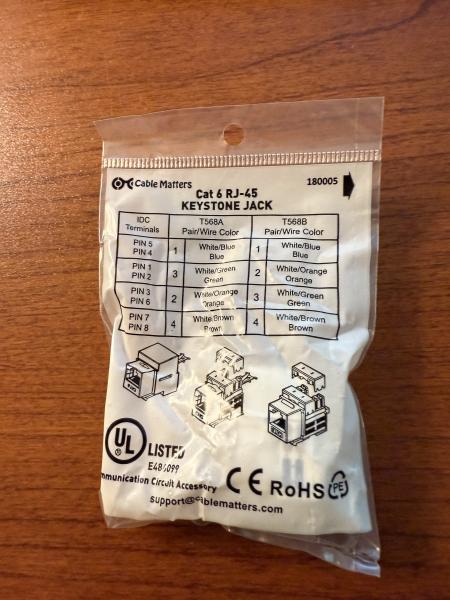 Cable Matters
180005
Cat 6 RJ-45
KEYSTONE JACK
IDC Terminals T568A Pair/Wire Color T568B Pair/Wire Color
PIN 5 1 White/Blue 1 White/Blue
PIN 4 Blue Blue
PIN 1 3 White/Green 2 White/Orange
PIN 2 Green Orange
PIN 3 2 White/Orange 3 White/Green
PIN 6 Orange Green
PIN 7 4 White/Brown 4 White/Brown
PIN 8 Brown Brown
UL LISTED
mmunication Circuit Accessory
CE RoHS PE
support@cablematters.com